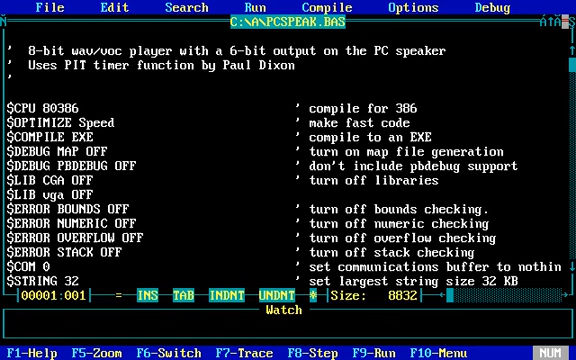 File Edit Search Run Compile Options Debug
C:\A\PCSPEAK.BAS
' 8-bit wav/voc player with a 6-bit output on the PC speaker
' Uses PIT timer function by Paul Dixon
'
$CPU 80386 ' compile for 386
$OPTIMIZE Speed ' make fast code
$COMPILE EXE ' compile to an EXE
$DEBUG MAP OFF ' turn on map file generation
$DEBUG PBDEBUG OFF ' don't include pbdebug support
$LIB CGA OFF ' turn off libraries
$LIB vga OFF
$ERROR BOUNDS OFF ' turn off bounds checking.
$ERROR NUMERIC OFF ' turn off numeric checking
$ERROR OVERFLOW OFF ' turn off overflow checking
$ERROR STACK OFF ' turn off stack checking
$COM 0 ' set communications buffer to nothin
$STRING 32 ' set largest string size 32 KB
00001:001 = INS TAB INDNT UNDNT * Size: 8832
Watch
F1-Help F5-Zoom F6-Switch F7-Trace F8-Step F9-Run F10-Menu NUM